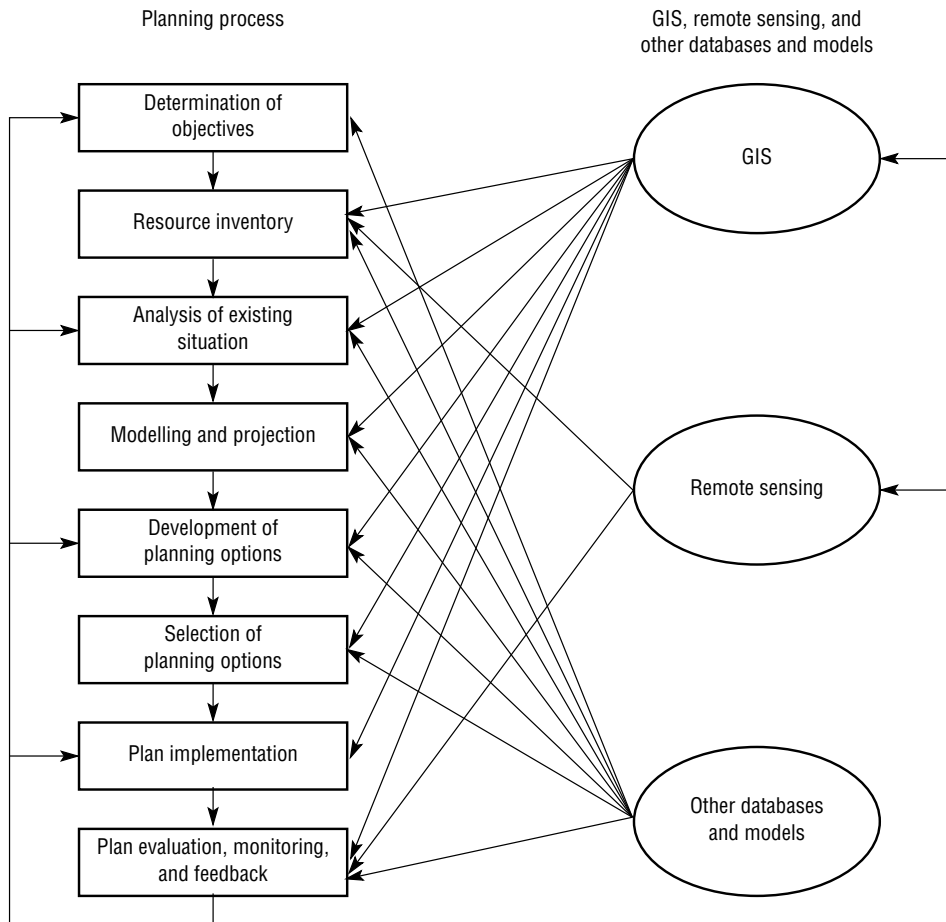 Planning process
GIS, remote sensing, and
other databases and models
Determination of
objectives
Resource inventory
Analysis of existing
situation
Modelling and projection
Development of
planning options
Selection of
planning options
Plan implementation
Plan evaluation, monitoring,
and feedback
GIS
Remote sensing
Other databases
and models